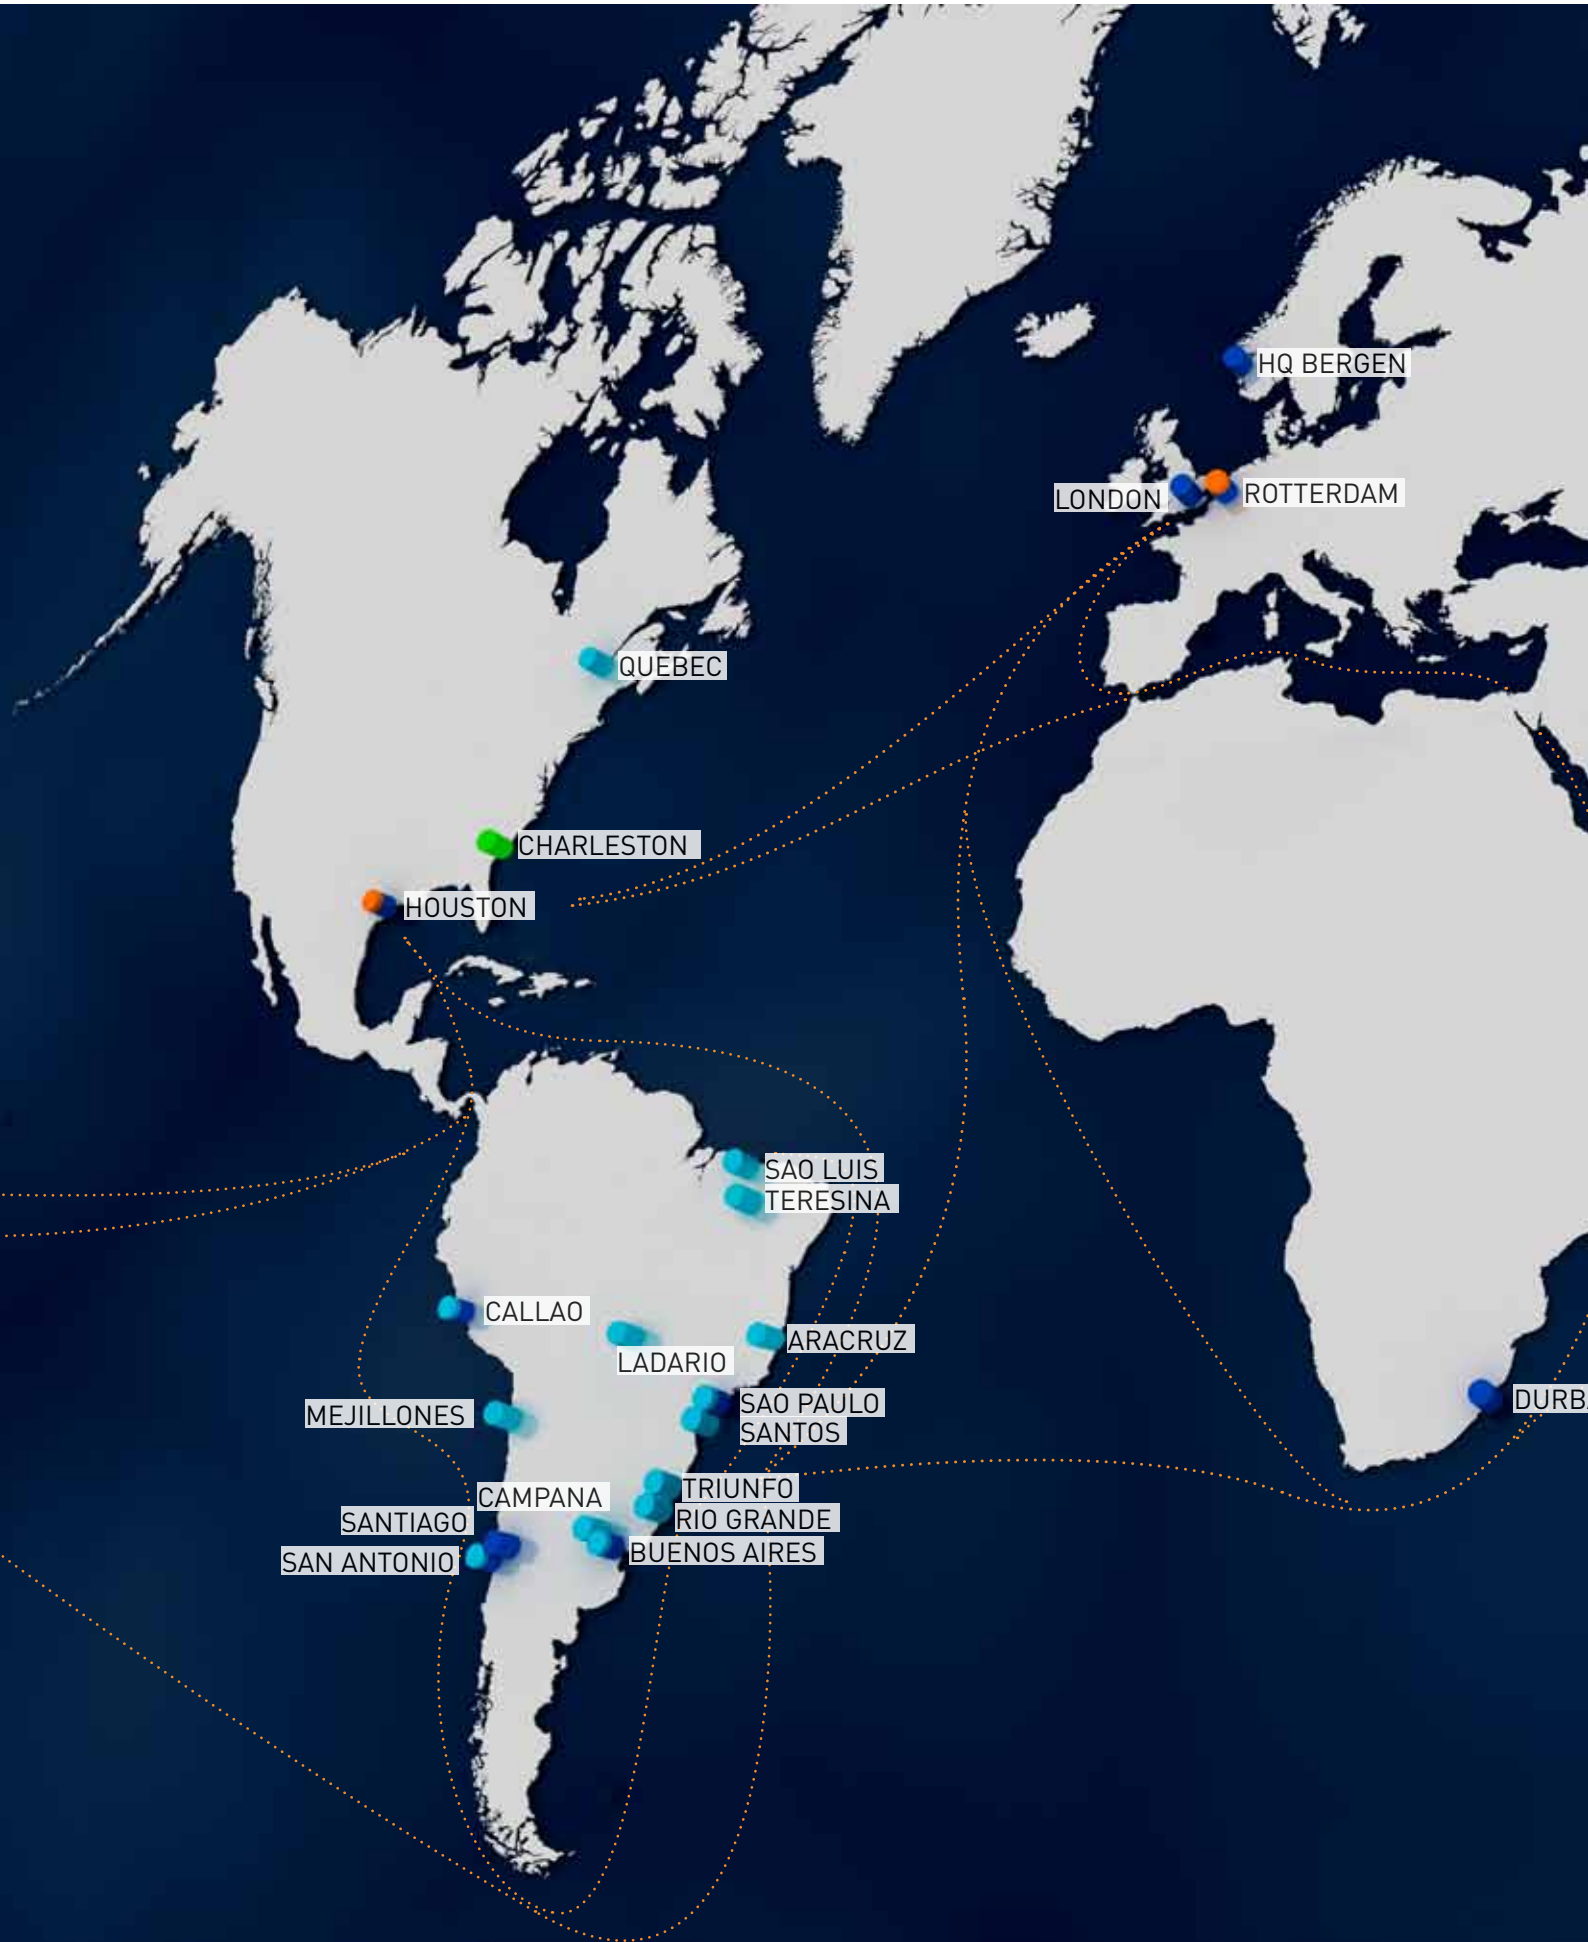 HQ BERGEN
LONDON
ROTTERDAM
QUEBEC
CHARLESTON
HOUSTON
SAO LUIS
TERESINA
CALLAO
ARACRUZ
LADARIO
SAO PAULO
MEJILLONES
SANTOS
TRIUNFO
CAMPANA
RIO GRANDE
SANTIAGO
BUENOS AIRES
SAN ANTONIO